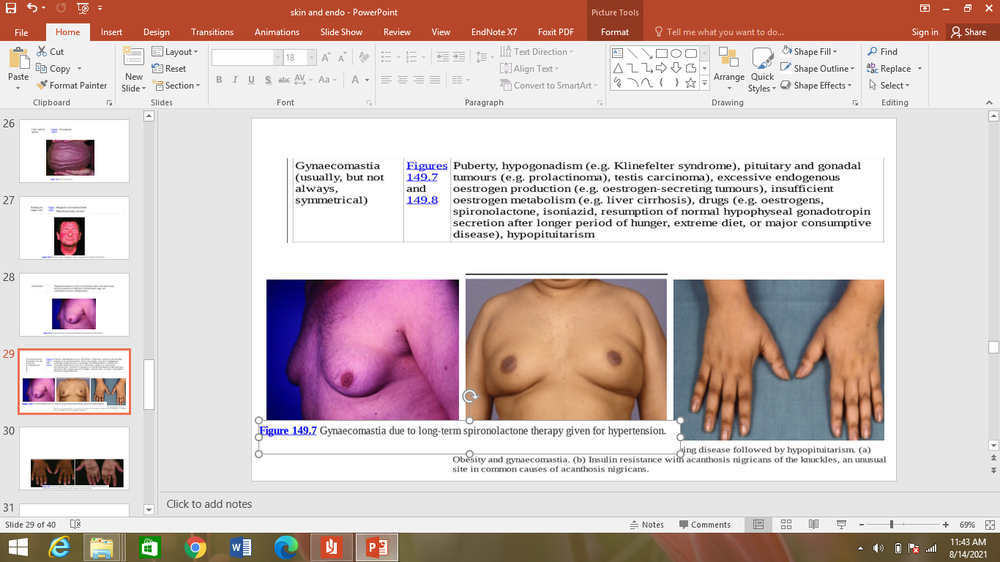 skin and endo - PowerPoint
Picture Tools
File
Home
Insert
Design
Transitions
Animations
Slide Show
Review
View
EndNote X7
Foxit PDF
Format
Tell me what you want to do...
Sign in
Share
Paste
Cut
Copy
Format Painter
Clipboard
New
Slide
Layout
Reset
Section
Slides
18
B I U S abc AV Aa A
Font
Text Direction
Align Text
Convert to SmartArt
Paragraph
Arrange
Quick
Styles
Shape Fill
Shape Outline
Shape Effects
Drawing
Find
Replace
Select
Editing
26
27
28
29
30
31
Gynaecomastia
(usually, but not
always,
symmetrical)
Figures
149.7
and
149.8
Puberty, hypogonadism (e.g. Klinefelter syndrome), pituitary and gonadal
tumours (e.g. prolactinoma), testis carcinoma), excessive endogenous
oestrogen production (e.g. oestrogen-secreting tumours), insufficient
oestrogen metabolism (e.g. liver cirrhosis), drugs (e.g. oestrogens,
spironolactone, isoniazid, resumption of normal hypophyseal gonadotropin
secretion after longer period of hunger, extreme diet, or major consumptive
disease), hypopituitarism
Figure 149.7 Gynaecomastia due to long-term spironolactone therapy given for hypertension.
disease followed by hypopituitarism. (a)
Obesity and gynaecomastia. (b) Insulin resistance with acanthosis nigricans of the knuckles, an unusual
site in common causes of acanthosis nigricans.
Click to add notes
Slide 29 of 40
Notes
Comments
69%
11:43 AM
8/14/2021